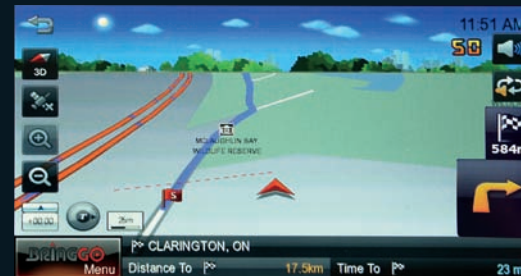 11:51 AM
50
3D
MCLAUGHLIN BAY
WILDLIFE RESERVE
584m
S
+00:00
25m
BRINGGO
Menu
CLARINGTON, ON
Distance To 17.5km Time To 23 m